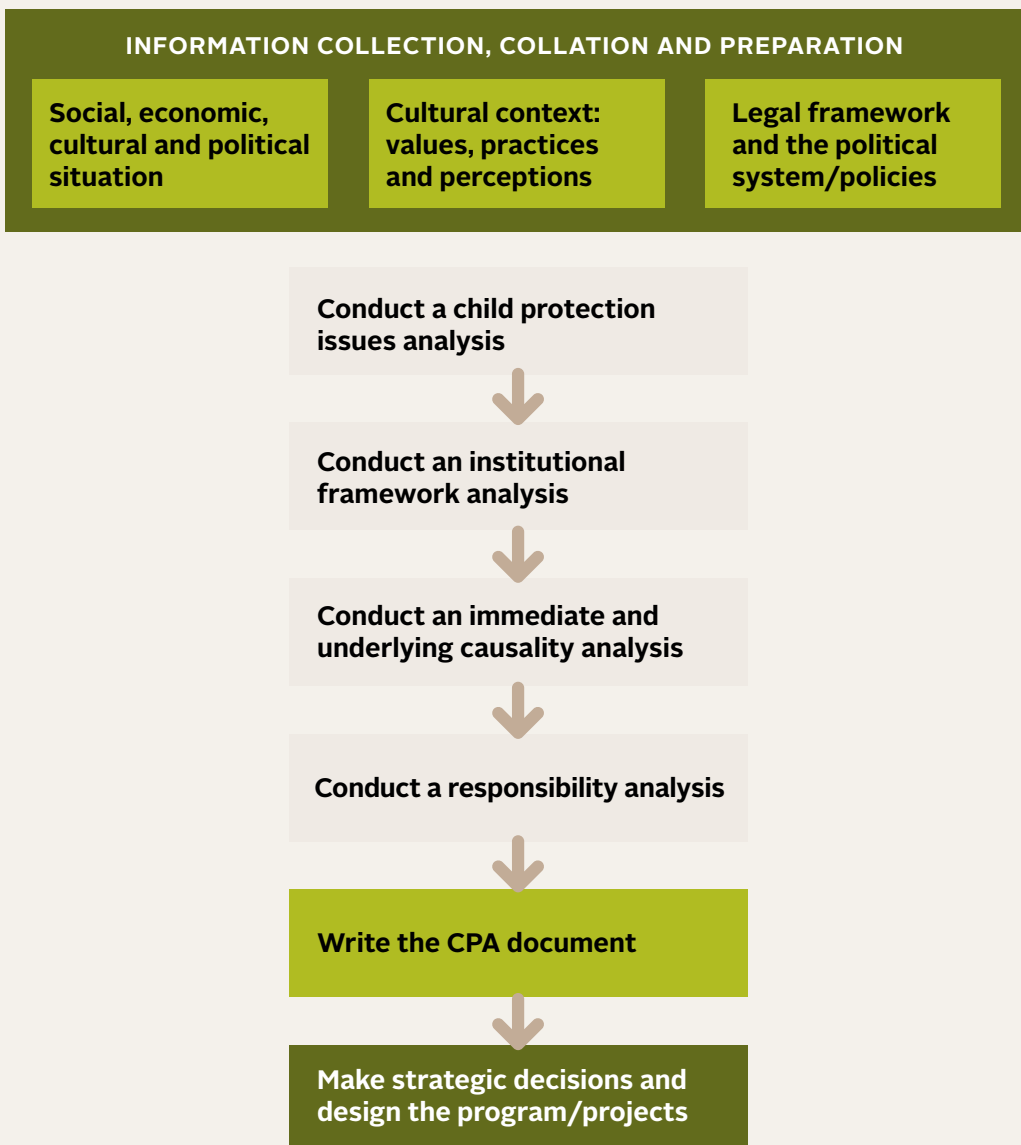 INFORMATION COLLECTION, COLLATION AND PREPARATION
Social, economic,
cultural and political
situation
Cultural context:
values, practices
and perceptions
Legal framework
and the political
system/policies
Conduct a child protection
issues analysis
Conduct an institutional
framework analysis
Conduct an immediate and
underlying causality analysis
Conduct a responsibility analysis
Write the CPA document
Make strategic decisions and
design the program/projects